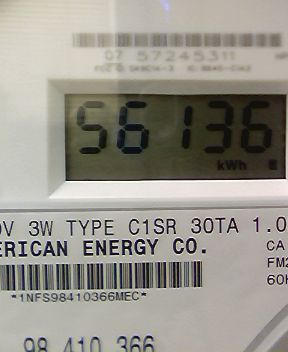 07 57245311
56136
kWh
0V 3W TYPE C1SR 30TA 1.0
ERICAN ENERGY CO.
CA
FM2
60H
*1NFS98410366MEC*
98 410 366